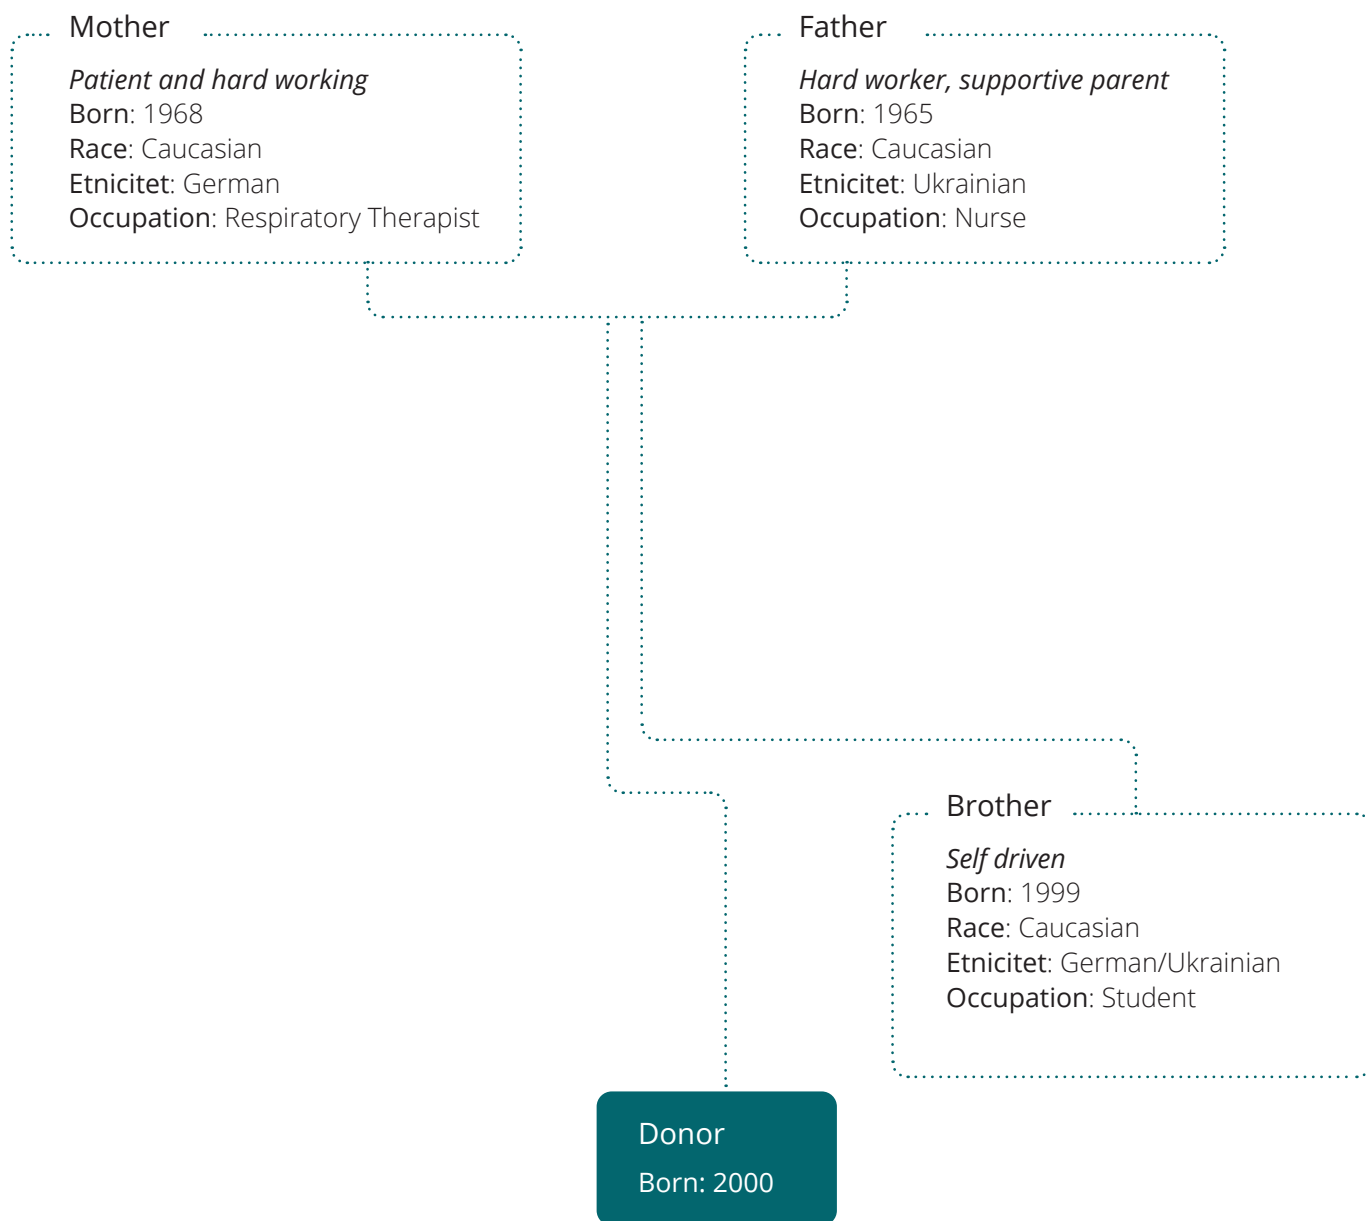 Mother
Patient and hard working
Born: 1968
Race: Caucasian
Etnicitet: German
Occupation: Respiratory Therapist
Father
Hard worker, supportive parent
Born: 1965
Race: Caucasian
Etnicitet: Ukrainian
Occupation: Nurse
Brother
Self driven
Born: 1999
Race: Caucasian
Etnicitet: German/Ukrainian
Occupation: Student
Donor
Born: 2000